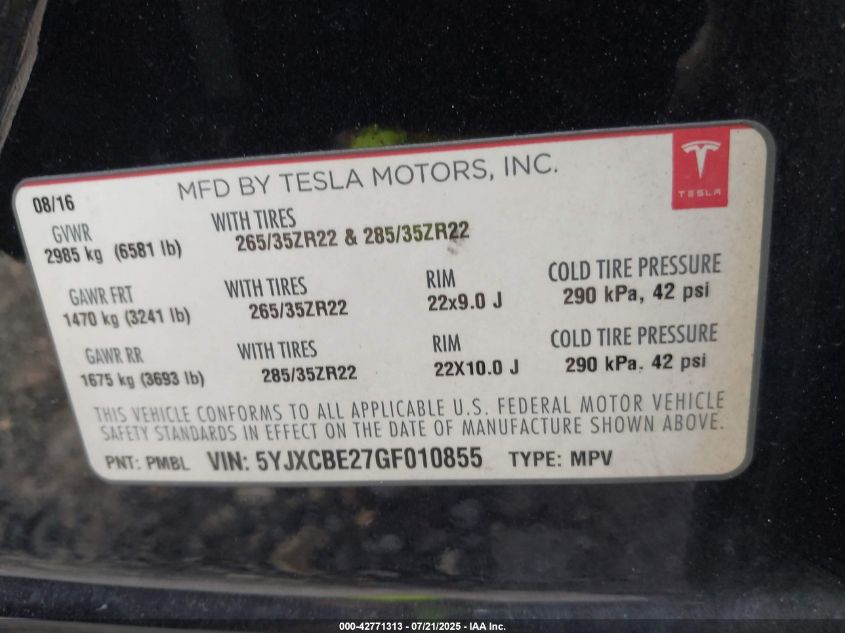 MFD BY TESLA MOTORS, INC.
TESLA
08/16
GVWR WITH TIRES
2985 kg (6581 lb) 265/35ZR22 & 285/35ZR22
GAWR FRT WITH TIRES RIM COLD TIRE PRESSURE
1470 kg (3241 lb) 265/35ZR22 22x9.0 J 290 kPa, 42 psi
GAWR RR WITH TIRES RIM COLD TIRE PRESSURE
1675 kg (3693 lb) 285/35ZR22 22X10.0 J 290 kPa, 42 psi
THIS VEHICLE CONFORMS TO ALL APPLICABLE U.S. FEDERAL MOTOR VEHICLE
SAFETY STANDARDS IN EFFECT ON THE DATE OF MANUFACTURE SHOWN ABOVE.
PNT: PMBL VIN: 5YJXCBE27GF010855 TYPE: MPV
000-42771313 - 07/21/2025 - IAA Inc.